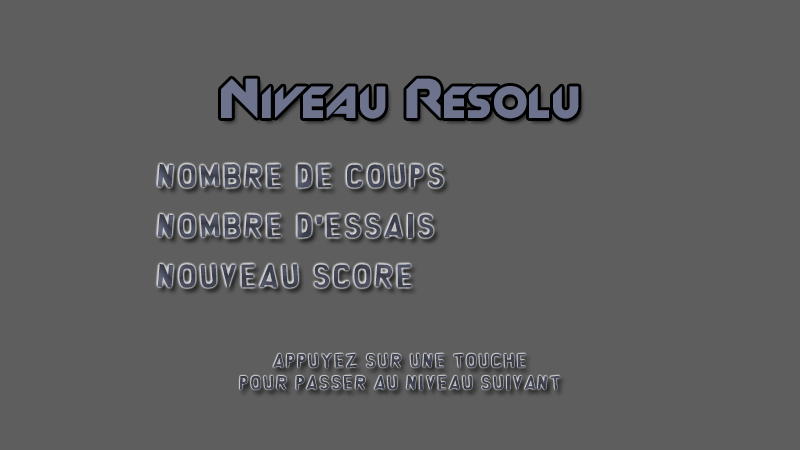 NIVEAU RESOLU
NOMBRE DE COUPS
NOMBRE D'ESSAIS
NOUVEAU SCORE
APPUYEZ SUR UNE TOUCHE
POUR PASSER AU NIVEAU SUIVANT